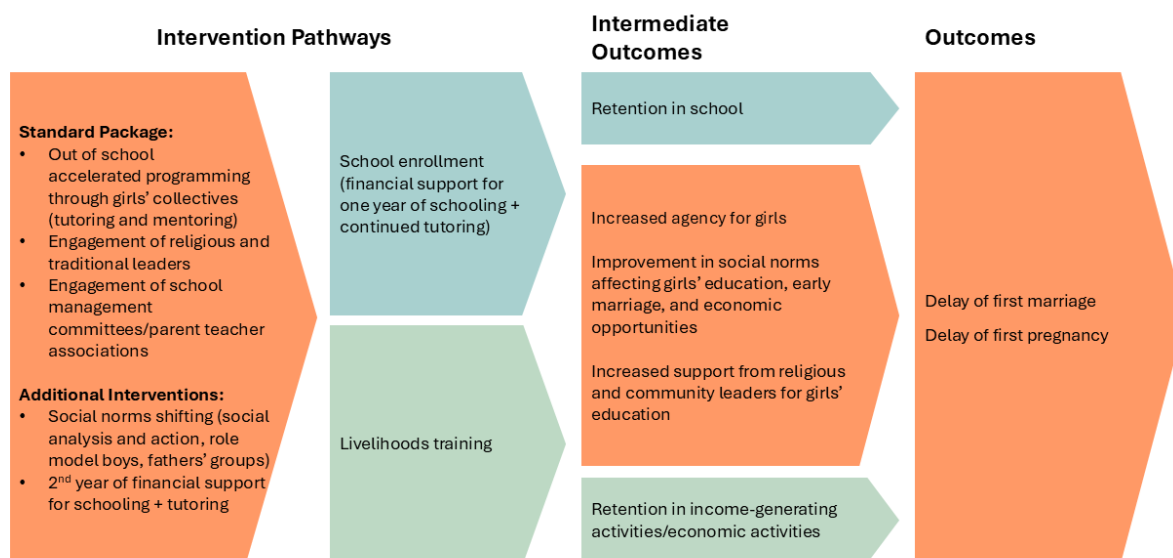 Intervention Pathways
Intermediate
Outcomes
Outcomes
Standard Package:
• Out of school
accelerated programming
through girls’ collectives
(tutoring and mentoring)
• Engagement of religious and
traditional leaders
• Engagement of school
management
committees/parent teacher
associations
Additional Interventions:
• Social norms shifting (social
analysis and action, role
model boys, fathers’ groups)
• 2nd year of financial support
for schooling + tutoring
School enrollment
(financial support for
one year of schooling +
continued tutoring)
Livelihoods training
Retention in school
Increased agency for girls
Improvement in social norms
affecting girls’ education, early
marriage, and economic
opportunities
Increased support from religious
and community leaders for girls’
education
Retention in income-generating
activities/economic activities
Delay of first marriage
Delay of first pregnancy